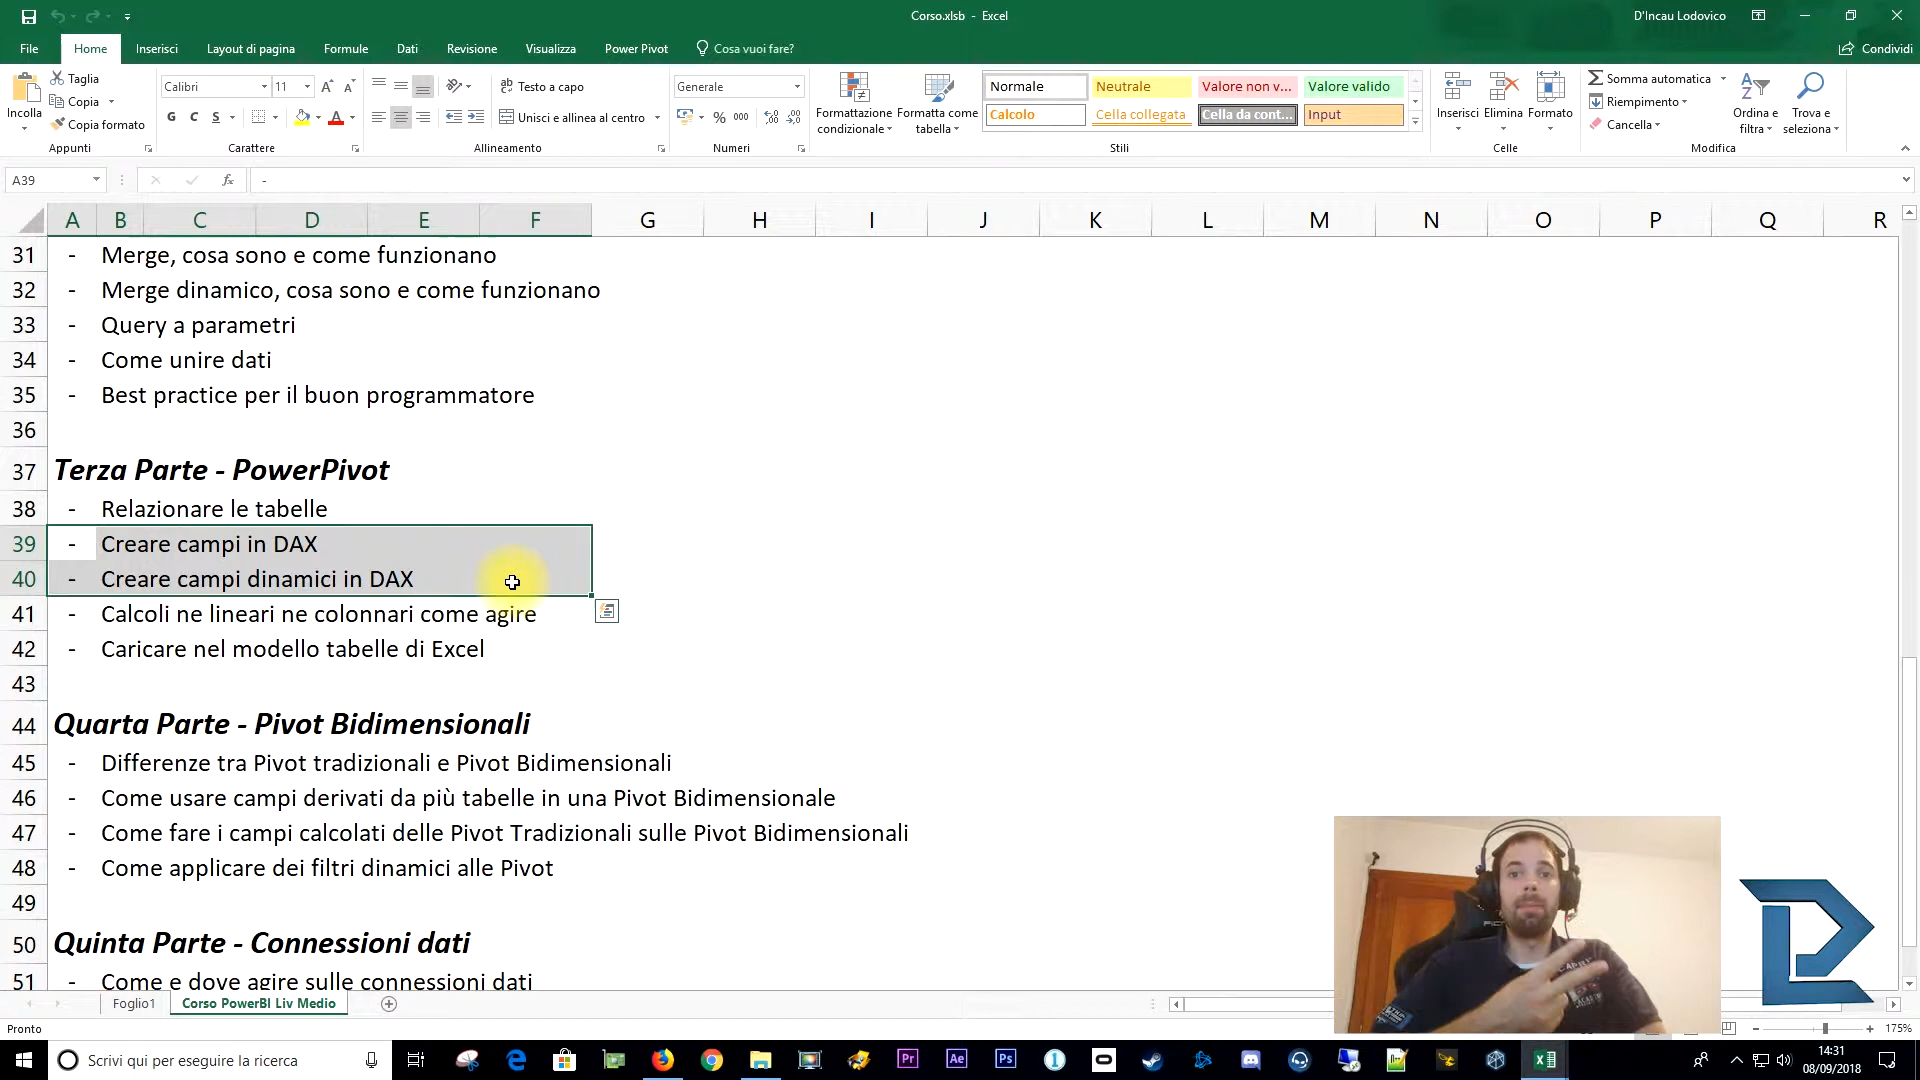 Corso.xlsb - Excel
D'Incau Lodovico
File Home Inserisci Layout di pagina Formule Dati Revisione Visualizza Power Pivot Cosa vuoi fare? Condividi
Incolla
Taglia
Copia
Copia formato
Appunti
Calibri 11
G C S
Carattere
Testo a capo
Unisci e allinea al centro
Allineamento
Generale
% 000
Numeri
Formattazione condizionale
Formatta come tabella
Normale Neutrale Valore non v... Valore valido
Calcolo Cella collegata Cella da cont... Input
Stili
Inserisci Elimina Formato
Celle
Somma automatica
Riempimento
Cancella
Ordina e filtra
Trova e seleziona
Modifica
A39 fx -
A B C D E F G H I J K L M N O P Q R
31 - Merge, cosa sono e come funzionano
32 - Merge dinamico, cosa sono e come funzionano
33 - Query a parametri
34 - Come unire dati
35 - Best practice per il buon programmatore
36
37 Terza Parte - PowerPivot
38 - Relazionare le tabelle
39 - Creare campi in DAX
40 - Creare campi dinamici in DAX
41 - Calcoli ne lineari ne colonnari come agire
42 - Caricare nel modello tabelle di Excel
43
44 Quarta Parte - Pivot Bidimensionali
45 - Differenze tra Pivot tradizionali e Pivot Bidimensionali
46 - Come usare campi derivati da più tabelle in una Pivot Bidimensionale
47 - Come fare i campi calcolati delle Pivot Tradizionali sulle Pivot Bidimensionali
48 - Come applicare dei filtri dinamici alle Pivot
49
50 Quinta Parte - Connessioni dati
51 - Come e dove agire sulle connessioni dati
Foglio1 Corso PowerBI Liv Medio
Pronto
175%
Scrivi qui per eseguire la ricerca
Pr Ae Ps
14:31
08/09/2018